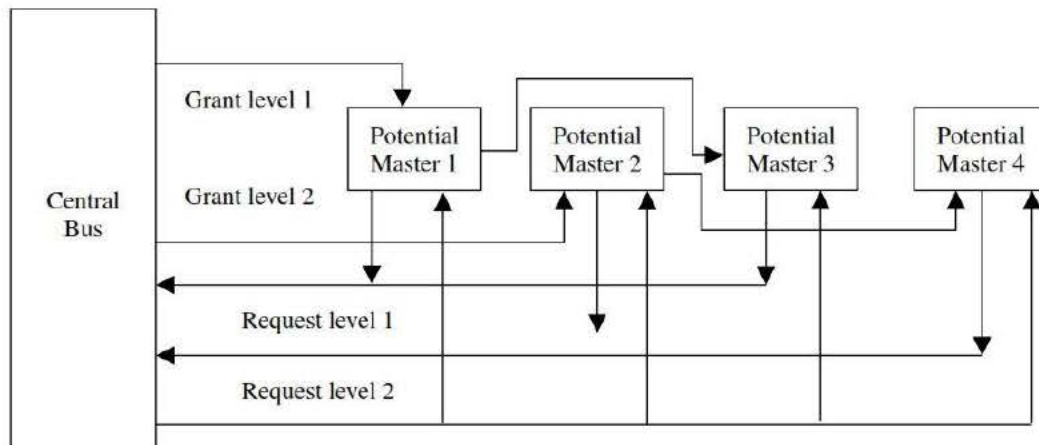 Grant level 1
Potential
Master 1
Potential
Master 2
Potential
Master 3
Potential
Master 4
Grant level 2
Central
Bus
Request level 1
Request level 2